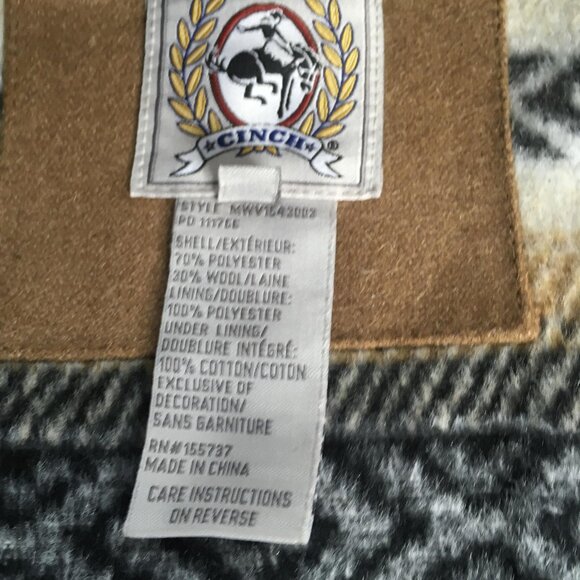 ★CINCH★ ®
STYLE MWV1543003
PO 111766
SHELL/EXTÉRIEUR:
70% POLYESTER
30% WOOL/LAINE
LINING/DOUBLURE:
100% POLYESTER
UNDER LINING/
DOUBLURE INTÉGRÉ:
100% COTTON/COTON
EXCLUSIVE OF
DECORATION/
SANS GARNITURE
RN#155737
MADE IN CHINA
CARE INSTRUCTIONS
ON REVERSE